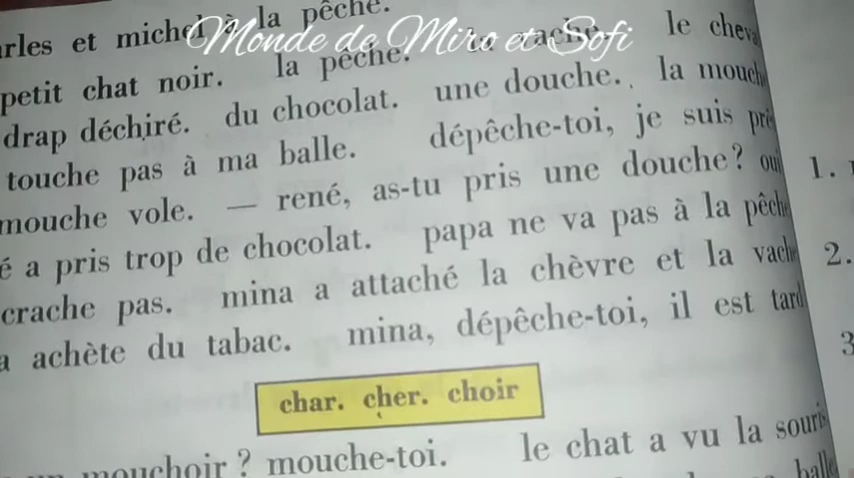 et michel à la pêche.
Monde de Miro et Sofi
petit chat noir. la pêche. le
drap déchiré. du chocolat. une douche. la
touche pas à ma balle. dépêche-toi, je suis
mouche vole. — rené, as-tu pris une douche? oui
é a pris trop de chocolat. papa ne va pas à la
crache pas. mina a attaché la chèvre et la
a achète du tabac. mina, dépêche-toi, il est tard
char. cher. choir
mouchoir ? mouche-toi. le chat a vu la souris
1.
2.
3